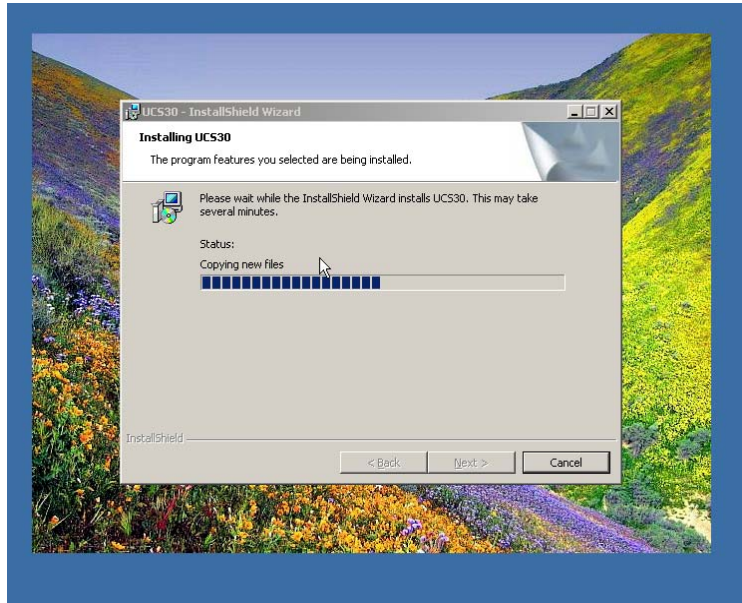 UCS30 - InstallShield Wizard
Installing UCS30
The program features you selected are being installed.
Please wait while the InstallShield Wizard installs UCS30. This may take
several minutes.
Status:
Copying new files
InstallShield
< Back
Next >
Cancel